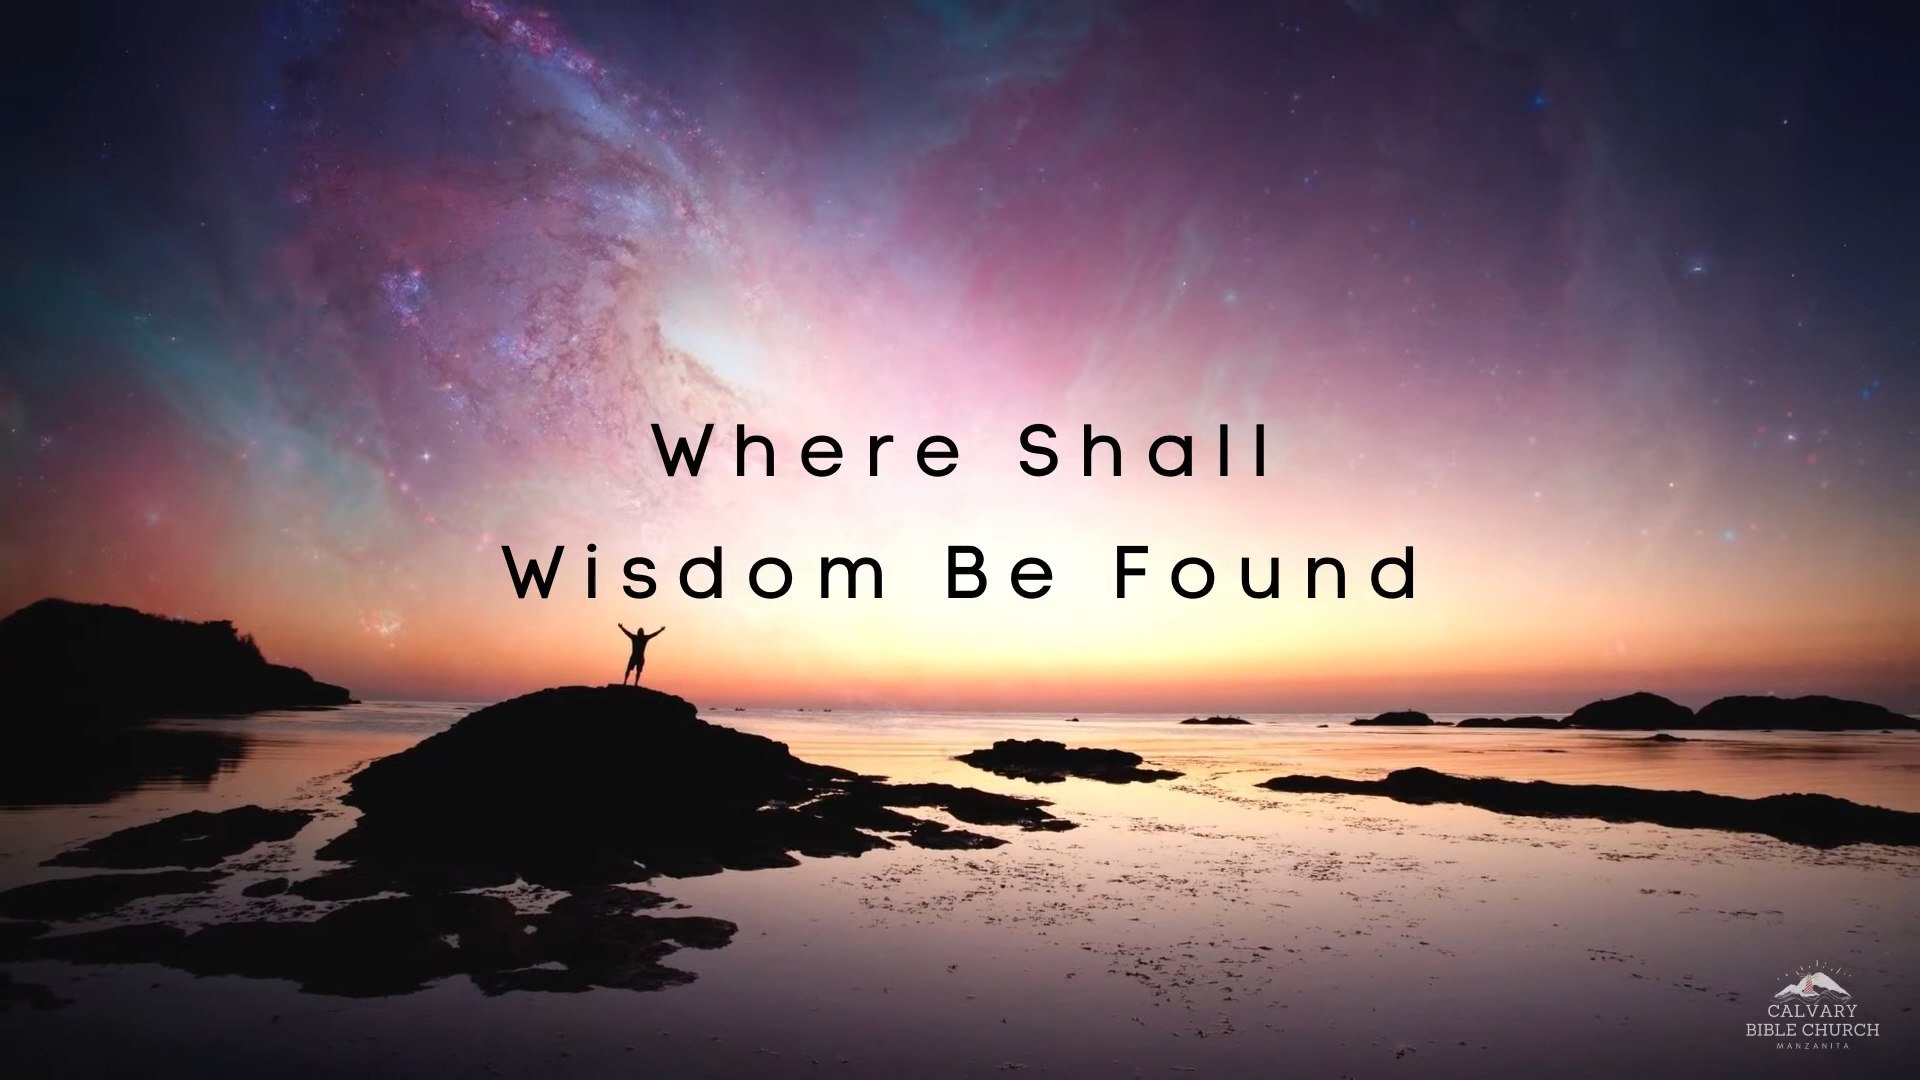 Where Shall
Wisdom Be Found
CALVARY
BIBLE CHURCH
MANZANITA